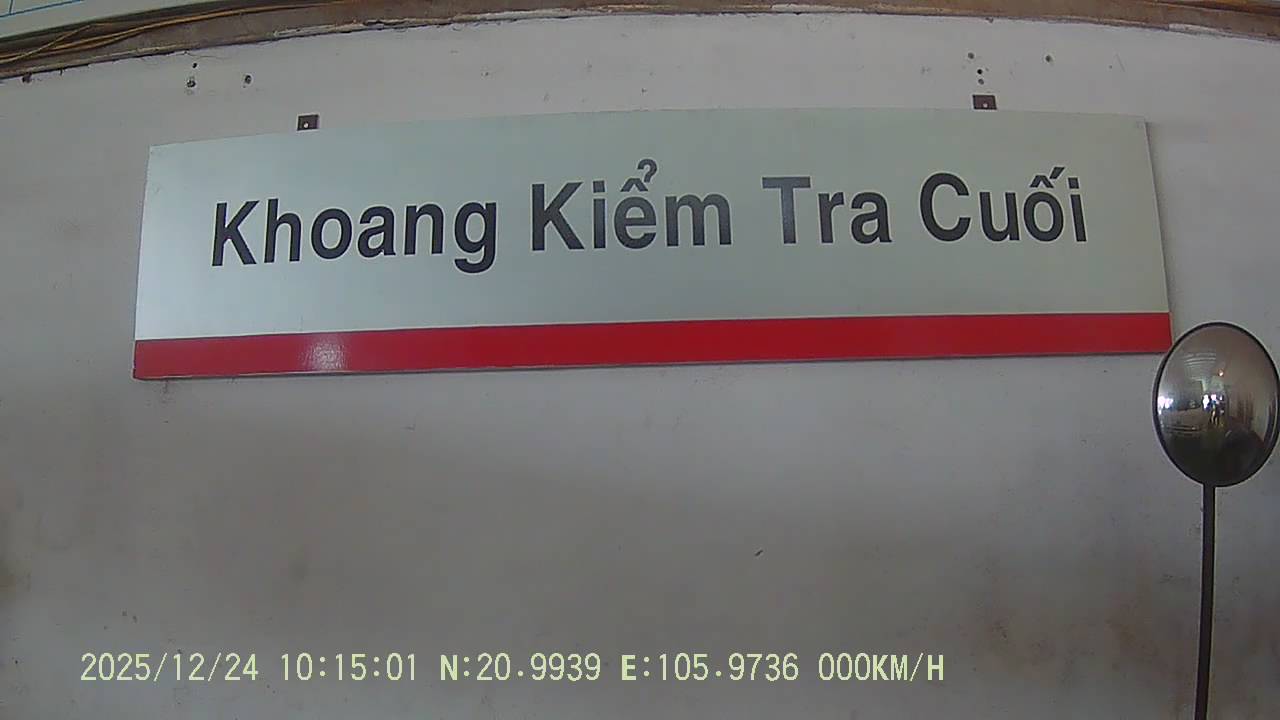 Khoang Kiểm Tra Cuối
2025/12/24 10:15:01 N:20.9939 E:105.9736 000KM/H